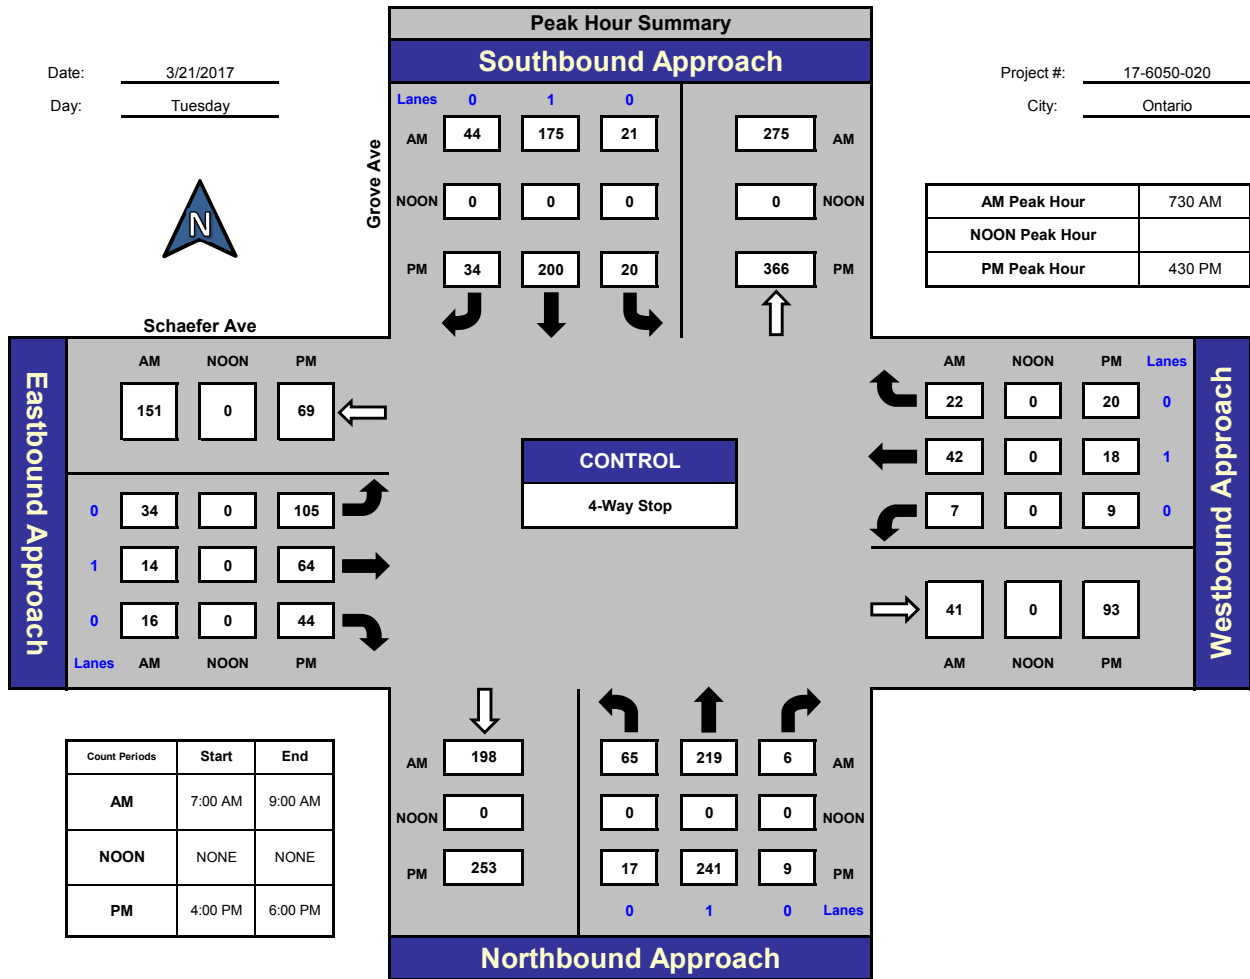 Peak Hour Summary
Southbound Approach
Date: 3/21/2017
Day: Tuesday
Project #: 17-6050-020
City: Ontario
N
Grove Ave
Lanes 0 1 0
AM 44 175 21 275 AM
NOON 0 0 0 0 NOON
PM 34 200 20 366 PM
AM Peak Hour 730 AM
NOON Peak Hour
PM Peak Hour 430 PM
Schaefer Ave
Eastbound Approach
AM NOON PM
151 0 69
0 34 0 105
1 14 0 64
0 16 0 44
Lanes AM NOON PM
CONTROL
4-Way Stop
AM NOON PM Lanes
22 0 20 0
42 0 18 1
7 0 9 0
41 0 93
AM NOON PM
Westbound Approach
Count Periods Start End
AM 7:00 AM 9:00 AM
NOON NONE NONE
PM 4:00 PM 6:00 PM
AM 198 65 219 6 AM
NOON 0 0 0 0 NOON
PM 253 17 241 9 PM
0 1 0 Lanes
Northbound Approach